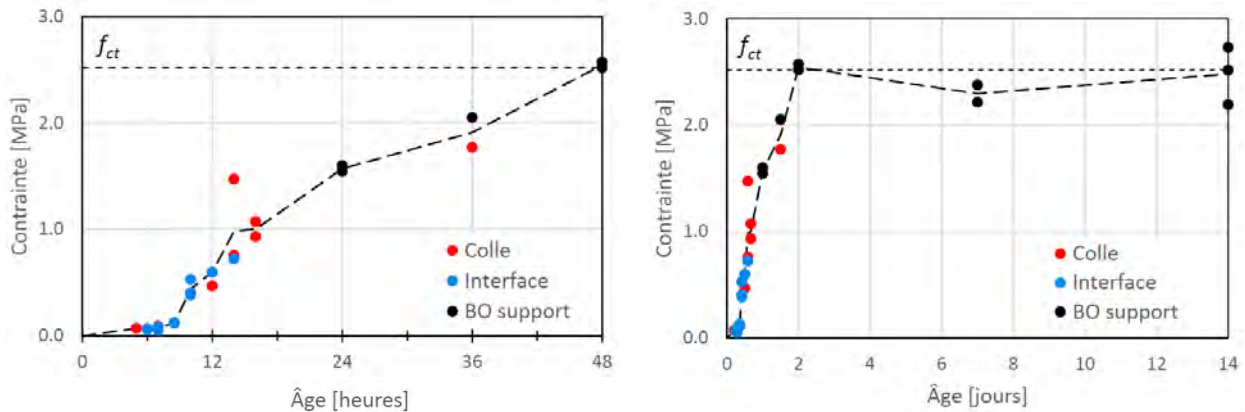 3.0
f_ct
2.0
1.0
0.0
Contrainte [MPa]
Colle
Interface
BO support
0 12 24 36 48
Âge [heures]
3.0
f_ct
2.0
1.0
0.0
Contrainte [MPa]
Colle
Interface
BO support
0 2 4 6 8 10 12 14
Âge [jours]